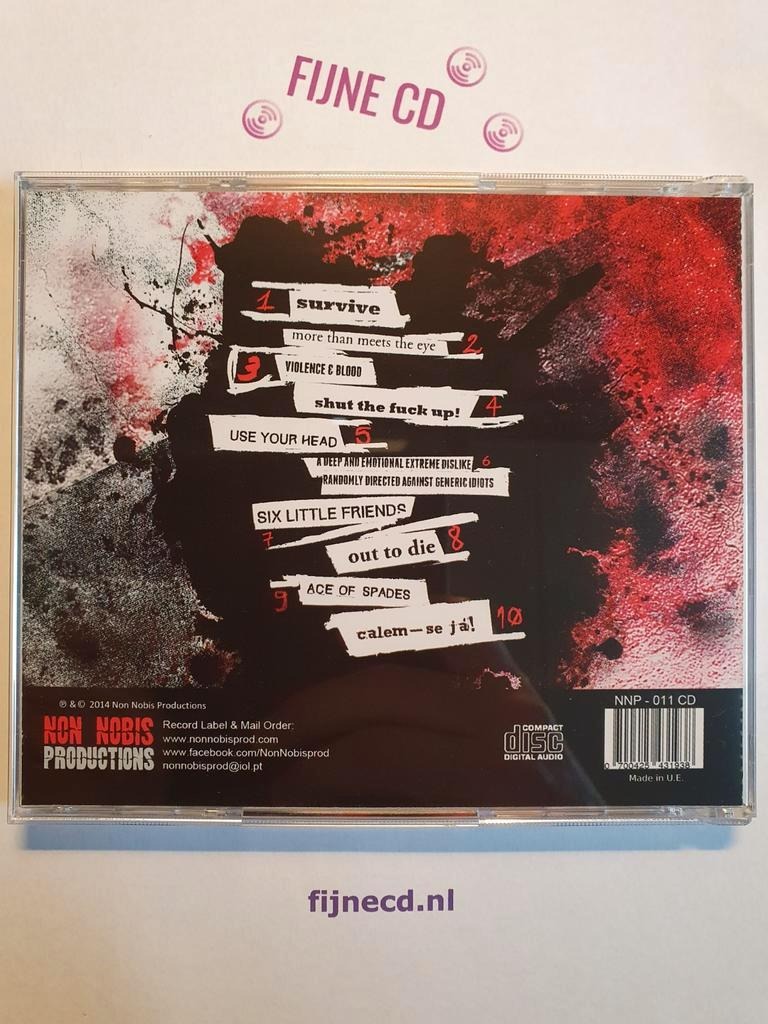 FIJNE CD
1 survive
more than meets the eye 2
3 VIOLENCE & BLOOD
shut the fuck up! 4
USE YOUR HEAD 5
A DEEP AND EMOTIONAL EXTREME DISLIKE 6
RANDOMLY DIRECTED AGAINST GENERIC IDIOTS
SIX LITTLE FRIENDS
7
out to die 8
9 ACE OF SPADES
calem-se já! 10
℗ & © 2014 Non Nobis Productions
NON NOBIS
PRODUCTIONS
Record Label & Mail Order:
www.nonnobisprod.com
www.facebook.com/NonNobisprod
nonnobisprod@iol.pt
COMPACT
disc
DIGITAL AUDIO
NNP - 011 CD
0 700425 431938
Made in U.E.
fijnecd.nl